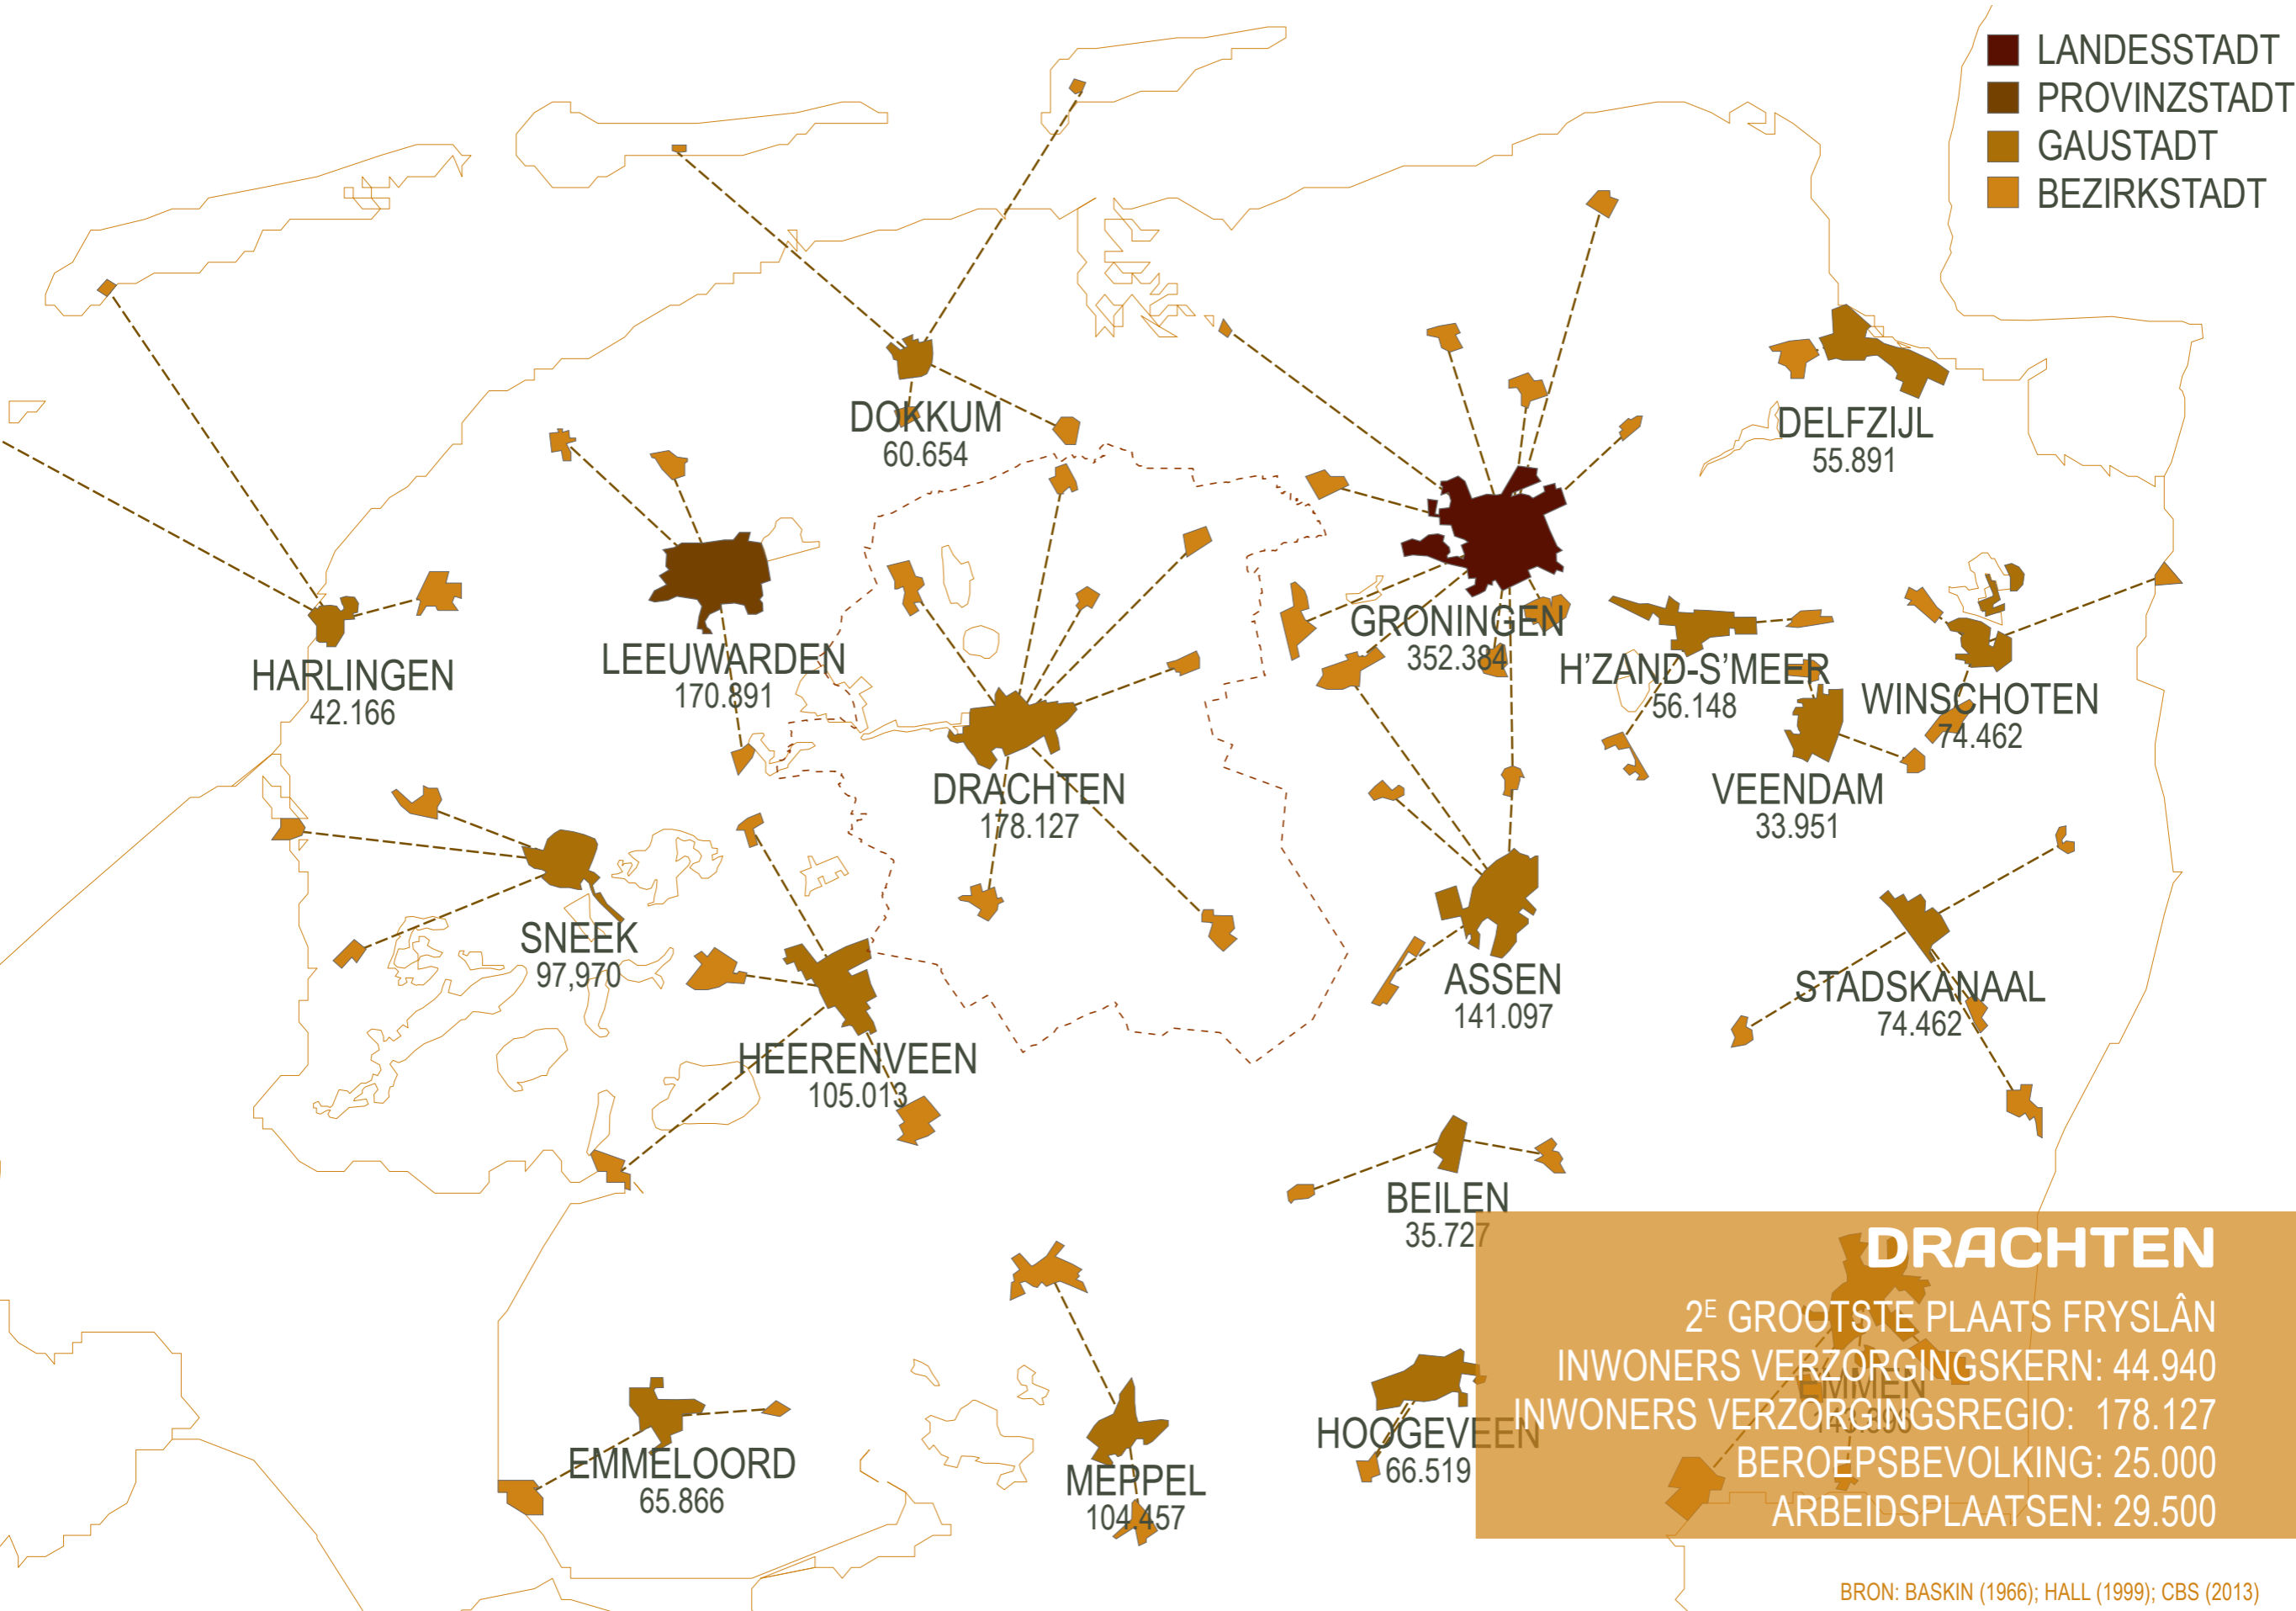 LANDESSTADT
PROVINZSTADT
GAUSTADT
BEZIRKSTADT
DOKKUM
60.654
DELFZIJL
55.891
HARLINGEN
42.166
LEEUWARDEN
170.891
GRONINGEN
352.384
H'ZAND-S'MEER
56.148
WINSCHOTEN
74.462
DRACHTEN
178.127
VEENDAM
33.951
SNEEK
97,970
ASSEN
141.097
STADSKANAAL
74.462
HEERENVEEN
105.013
BEILEN
35.727
EMMELOORD
65.866
MEPPEL
104.457
HOOGEVEEN
66.519
EMMEN
DRACHTEN
2E GROOTSTE PLAATS FRYSLÂN
INWONERS VERZORGINGSKERN: 44.940
INWONERS VERZORGINGSREGIO: 178.127
BEROEPSBEVOLKING: 25.000
ARBEIDSPLAATSEN: 29.500
BRON: BASKIN (1966); HALL (1999); CBS (2013)